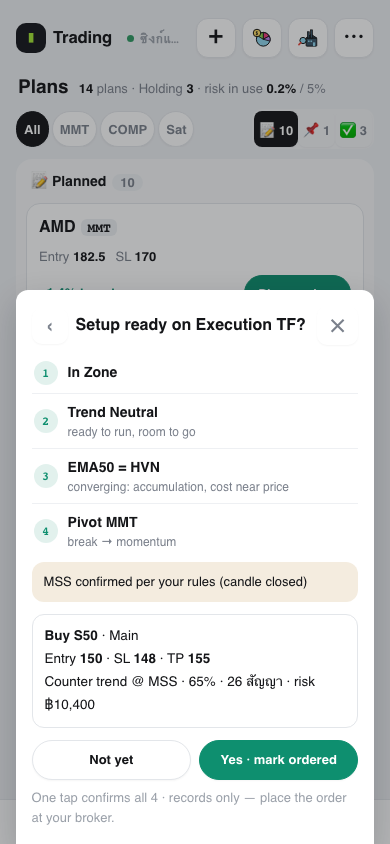 Trading
Plans 14 plans · Holding 3 · risk in use 0.2% / 5%
All MMT COMP Sat 10 1 3
Planned 10
AMD MMT
Entry 182.5 SL 170
Setup ready on Execution TF?
1 In Zone
2 Trend Neutral
ready to run, room to go
3 EMA50 = HVN
converging: accumulation, cost near price
4 Pivot MMT
break → momentum
MSS confirmed per your rules (candle closed)
Buy S50 · Main
Entry 150 · SL 148 · TP 155
Counter trend @ MSS · 65% · 26 สัญญา · risk
฿10,400
Not yet Yes · mark ordered
One tap confirms all 4 · records only — place the order
at your broker.